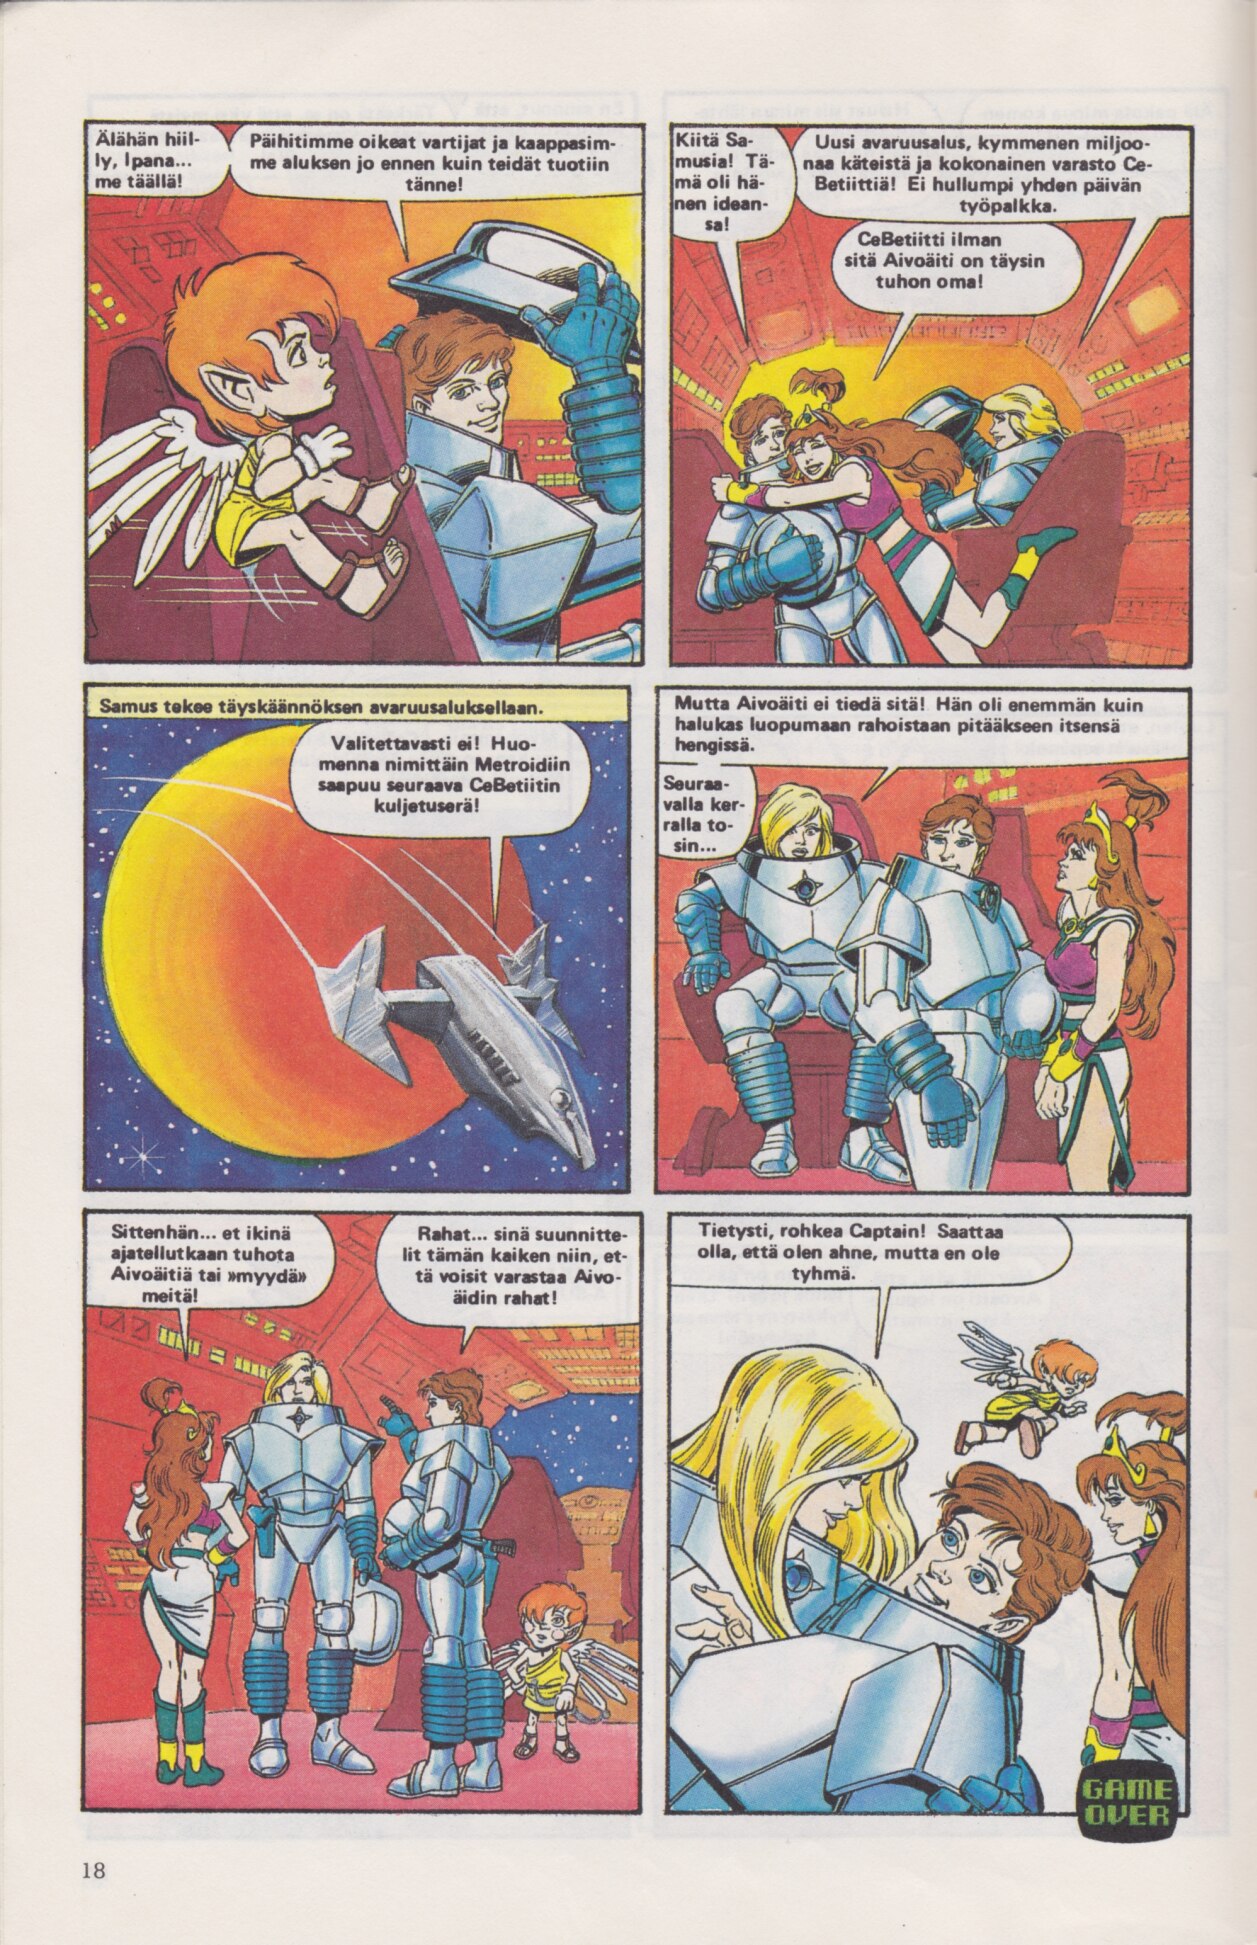 Älähän hiil-
ly, Ipana...
me täällä!
Päihitimme oikeat vartijat ja kaappasim-
me aluksen jo ennen kuin teidät tuotiin
tänne!
Kiitä Sa-
musia! Tä-
mä oli hä-
nen idean-
sa!
Uusi avaruusalus, kymmenen miljoo-
naa käteistä ja kokonainen varasto Ce-
Betiittiä! Ei hullumpi yhden päivän
työpalkka.
CeBetiitti ilman
sitä Aivoäiti on täysin
tuhon oma!
Samus tekee täyskäännöksen avaruusaluksellaan.
Valitettavasti ei! Huo-
menna nimittäin Metroidiin
saapuu seuraava CeBetiitin
kuljetuserä!
Mutta Aivoäiti ei tiedä sitä! Hän oli enemmän kuin
halukas luopumaan rahoistaan pitääkseen itsensä
hengissä.
Seuraa-
valla ker-
ralla to-
sin...
Sittenhän... et ikinä
ajatellutkaan tuhota
Aivoäitiä tai »myydä»
meitä!
Rahat... sinä suunnitte-
lit tämän kaiken niin, et-
tä voisit varastaa Aivo-
äidin rahat!
Tietysti, rohkea Captain! Saattaa
olla, että olen ahne, mutta en ole
tyhmä.
GAME
OVER
18